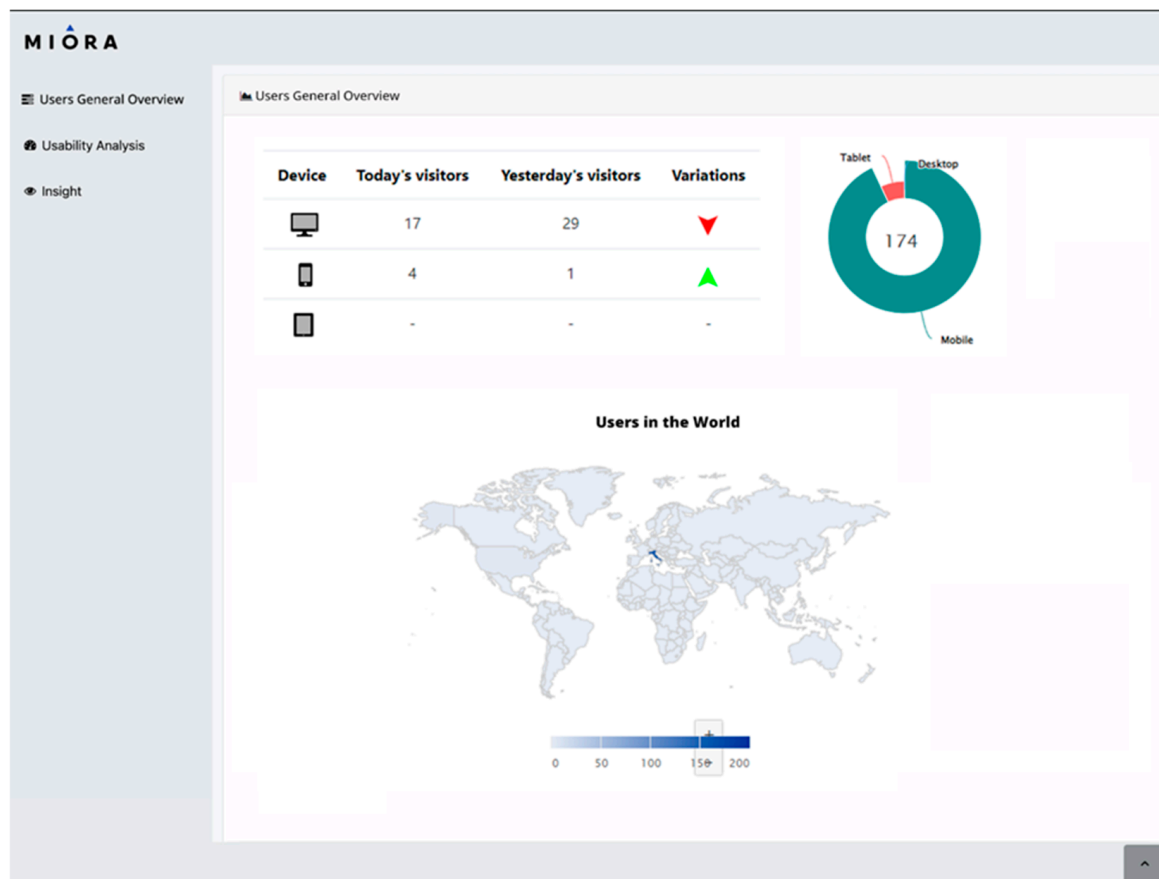 MIORA
Users General Overview
Usability Analysis
Insight
Users General Overview
Device Today's visitors Yesterday's visitors Variations
17 29
4 1
- - -
Tablet
Desktop
174
Mobile
Users in the World
+
0 50 100 150 200
-